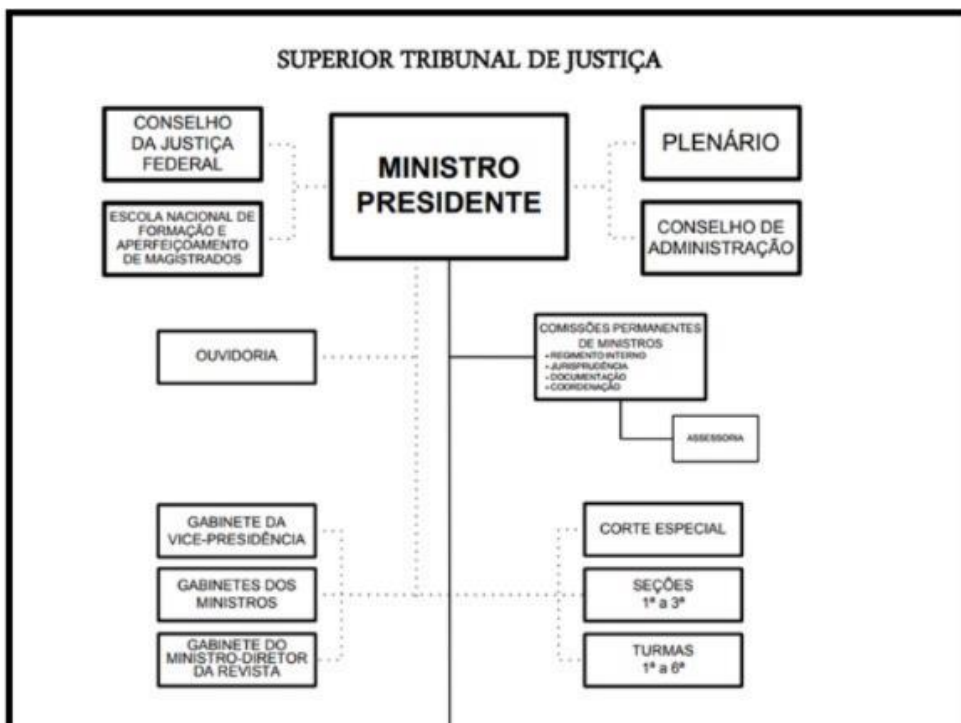 SUPERIOR TRIBUNAL DE JUSTIÇA
CONSELHO
DA JUSTIÇA
FEDERAL
MINISTRO
PRESIDENTE
PLENÁRIO
ESCOLA NACIONAL DE
FORMAÇÃO E
APERFEIÇOAMENTO
DE MAGISTRADOS
CONSELHO DE
ADMINISTRAÇÃO
OUVIDORIA
COMISSÕES PERMANENTES
DE MINISTROS
• REGIMENTO INTERNO
• JURISPRUDÊNCIA
• DOCUMENTAÇÃO
• COORDENAÇÃO
ASSESSORIA
GABINETE DA
VICE-PRESIDÊNCIA
CORTE ESPECIAL
GABINETES DOS
MINISTROS
SEÇÕES
1ª a 3ª
GABINETE DO
MINISTRO-DIRETOR
DA REVISTA
TURMAS
1ª a 6ª